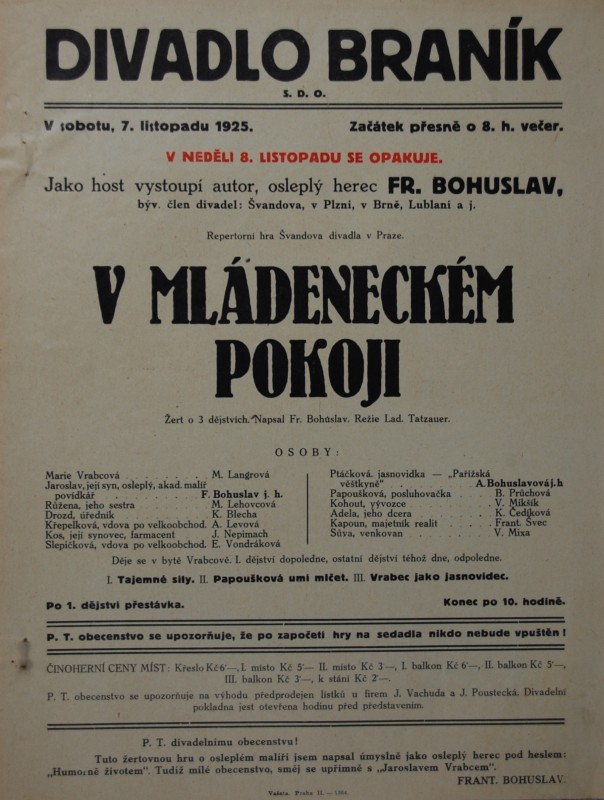 DIVADLO BRANÍK
S. D. O.
V sobotu, 7. listopadu 1925. Začátek přesně o 8. h. večer.
V NEDĚLI 8. LISTOPADU SE OPAKUJE.
Jako host vystoupí autor, osleplý herec FR. BOHUSLAV,
býv. člen divadel: Švandova, v Plzni, v Brně, Lublani a j.
Repertorní hra Švandova divadla v Praze.
V MLÁDENECKÉM
POKOJI
Žert o 3 dějstvích. Napsal Fr. Bohuslav. Režie Lad. Tatzauer.
OSOBY:
Marie Vrabcová . . . . . . M. Langrová
Jaroslav, její syn, osleplý, akad. malíř
povídkář . . . . . . F. Bohuslav j. h.
Růžena, jeho sestra . . . . M. Lehovcová
Drozd, úředník . . . . . K. Blecha
Křepelková, vdova po velkoobchod. A. Levová
Kos, její synovec, farmacent . J. Nepimach
Slepičková, vdova po velkoobchod. E. Vondráková
Ptáčková, jasnovidka — „Pařížská
věštkyně“ . . . . . A. Bohuslavová j. h
Papoušková, posluhovačka . . B. Průchová
Kohout, vývozce . . . . V. Mikšík
Adela, jeho dcera . . . . K. Čedíková
Kapoun, majetník realit . . Frant. Švec
Sůva, venkovan . . . . . V. Mixa
Děje se v bytě Vrabcově. I. dějství dopoledne, ostatní dějství téhož dne, odpoledne.
I. Tajemné sily. II. Papoušková umi mlčet. III. Vrabec jako jasnovidec.
Po 1. dějství přestávka. Konec po 10. hodině.
P. T. obecenstvo se upozorňuje, že po započetí hry na sedadla nikdo nebude vpuštěn!
ČINOHERNÍ CENY MÍST: Křeslo Kč 6·—, I. místo Kč 5·— II. místo Kč 3·—, I. balkon Kč 6·—, II. balkon Kč 5·—,
III. balkon Kč 3·—, k stání Kč 2·—.
P. T. obecenstvo se upozorňuje na výhodu předprodejen lístků u firem J. Vachuda a J. Poustecká. Divadelní
pokladna jest otevřena hodinu před představením.
P. T. divadelnímu obecenstvu!
Tuto žertovnou hru o osleplém malíři jsem napsal úmyslně jako osleplý herec pod heslem:
„Humorně životem“. Tudíž milé obecenstvo, směj se upřímně s „Jaroslavem Vrabcem“.
FRANT. BOHUSLAV.
Vaňata, Praha II. —